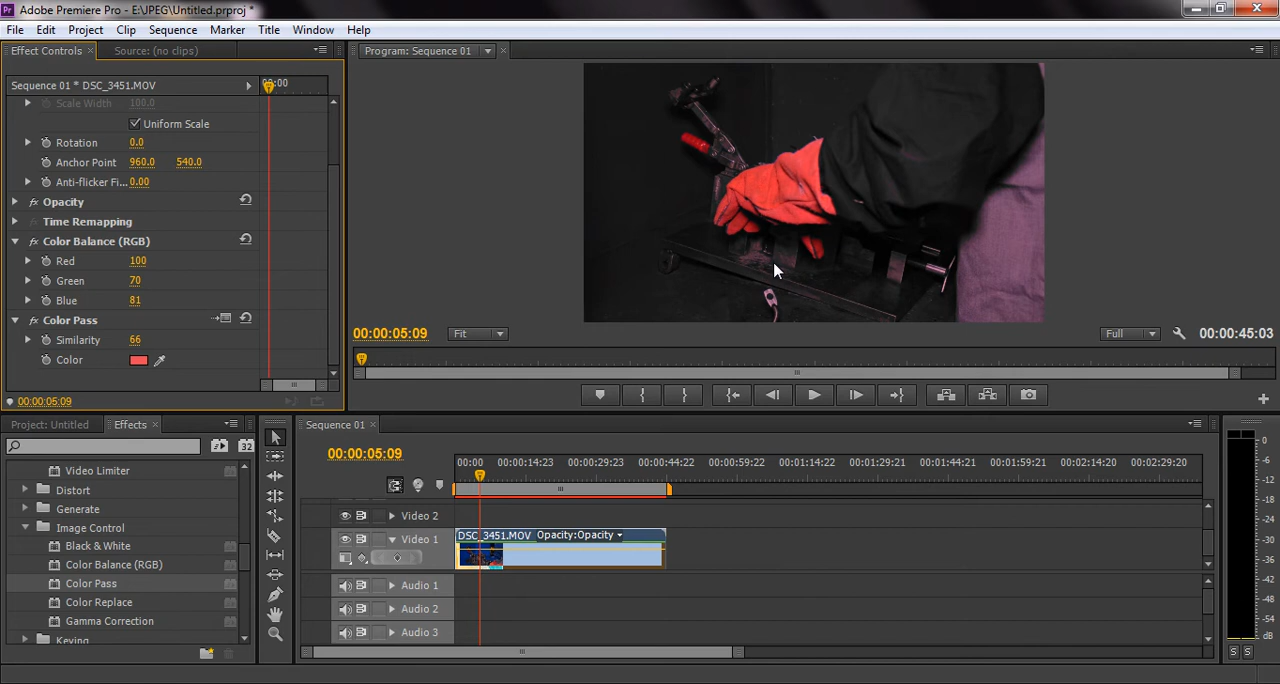 Adobe Premiere Pro - E:\JPEG\Untitled.prproj *
File Edit Project Clip Sequence Marker Title Window Help
Effect Controls Source: (no clips)
Program: Sequence 01
Sequence 01 * DSC_3451.MOV
00:00
Scale Width 100.0
Uniform Scale
Rotation 0.0
Anchor Point 960.0 540.0
Anti-flicker Fi... 0.00
Opacity
Time Remapping
Color Balance (RGB)
Red 100
Green 70
Blue 81
Color Pass
Similarity 66
Color
00:00:05:09
00:00:05:09 Fit Full 00:00:45:03
Project: Untitled Effects
32
Video Limiter
Distort
Generate
Image Control
Black & White
Color Balance (RGB)
Color Pass
Color Replace
Gamma Correction
Keying
Sequence 01
00:00:05:09
00:00 00:00:14:23 00:00:29:23 00:00:44:22 00:00:59:22 00:01:14:22 00:01:29:21 00:01:44:21 00:01:59:21 00:02:14:20 00:02:29:20
Video 2
Video 1
DSC_3451.MOV Opacity:Opacity
Audio 1
Audio 2
Audio 3
0
-6
-12
-18
-24
-30
-36
-42
-48
-54
dB
S S